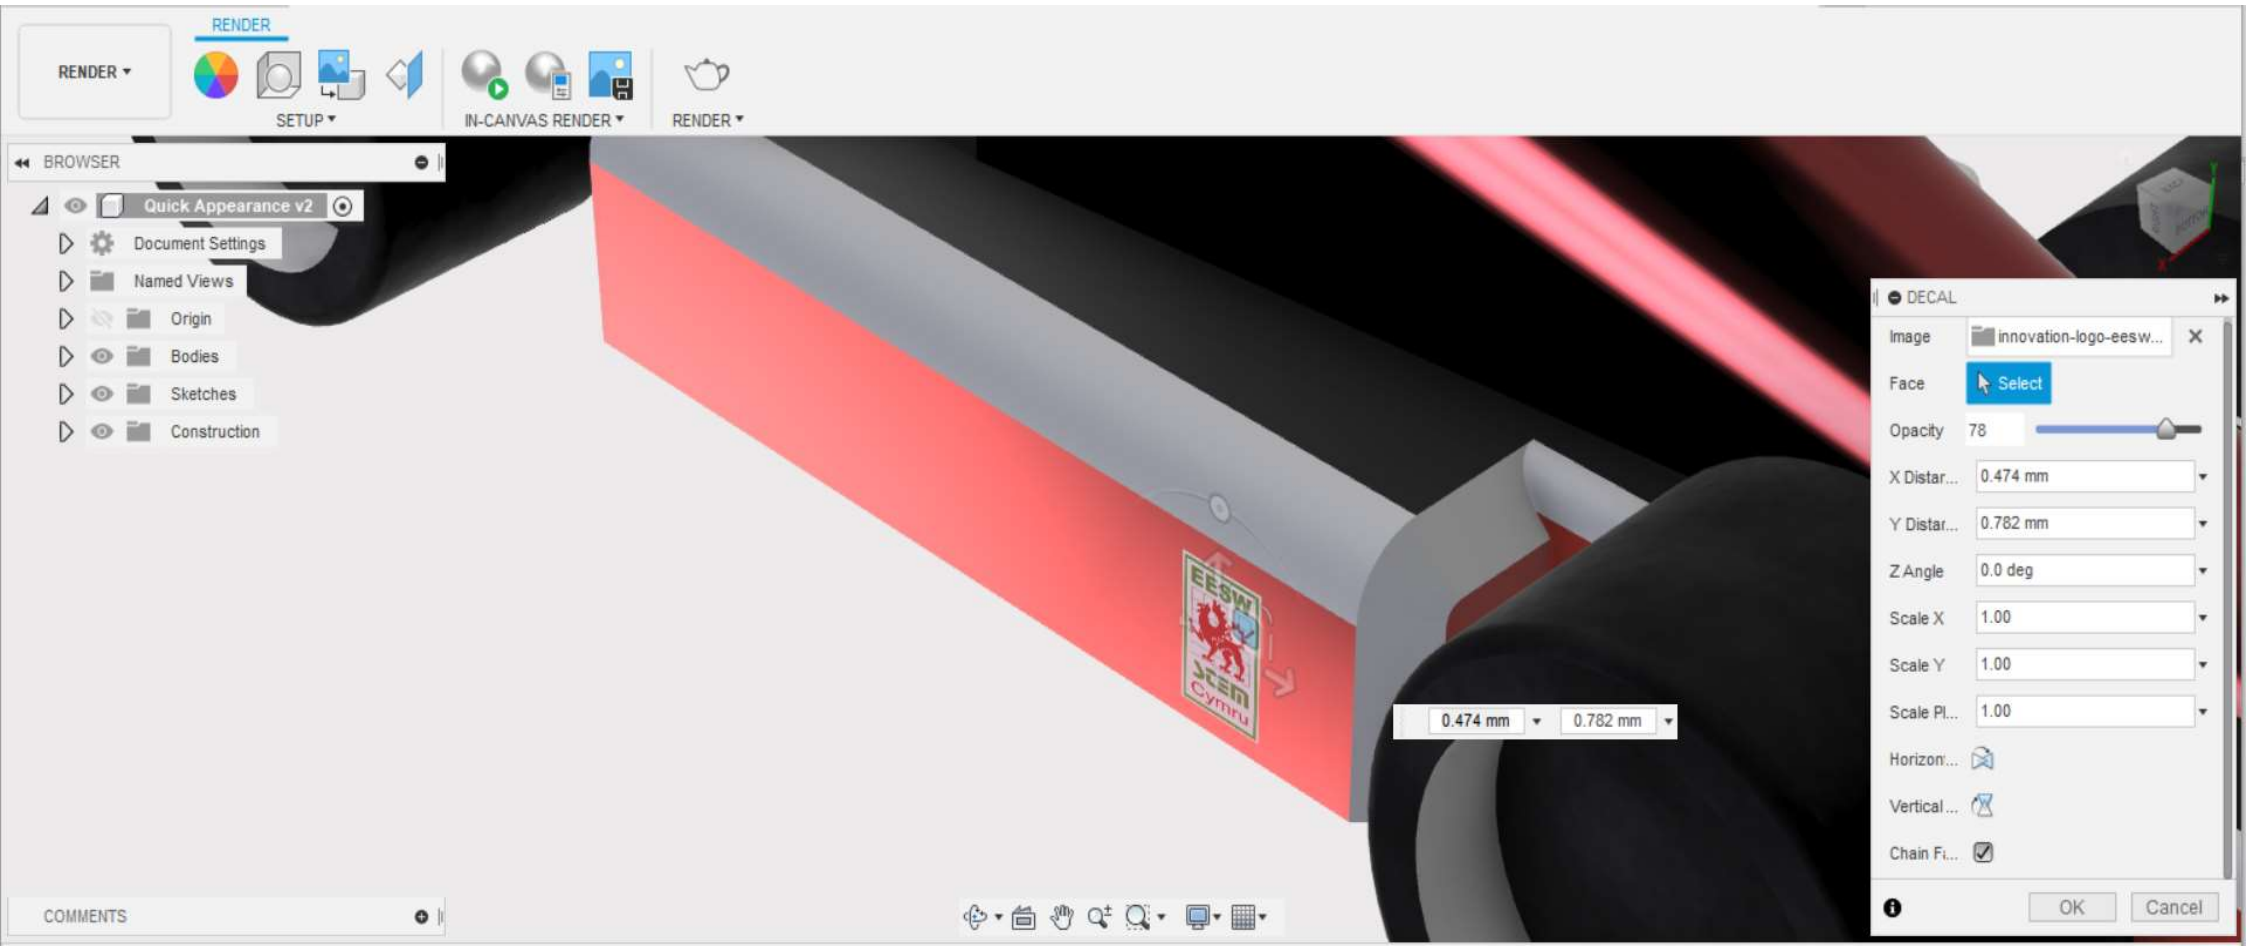 RENDER
RENDER ▾
SETUP ▾
IN-CANVAS RENDER ▾
RENDER ▾
BROWSER
Quick Appearance v2
Document Settings
Named Views
Origin
Bodies
Sketches
Construction
EESW
STEM
Cymru
0.474 mm
0.782 mm
DECAL
Image innovation-logo-eesw...
Face Select
Opacity 78
X Distar... 0.474 mm
Y Distar... 0.782 mm
Z Angle 0.0 deg
Scale X 1.00
Scale Y 1.00
Scale Pl... 1.00
Horizon...
Vertical ...
Chain Fa...
OK Cancel
COMMENTS